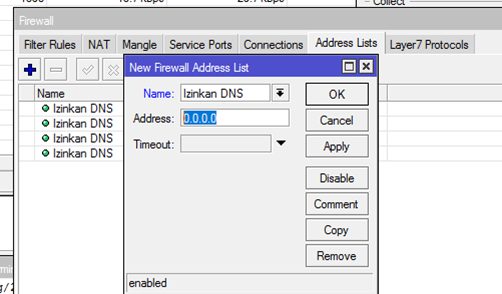 Collect
Firewall
Filter Rules NAT Mangle Service Ports Connections Address Lists Layer7 Protocols
New Firewall Address List
Name
Izinkan DNS
Izinkan DNS
Izinkan DNS
Izinkan DNS
Name: Izinkan DNS
Address: 0.0.0.0
Timeout:
OK
Cancel
Apply
Disable
Comment
Copy
Remove
enabled